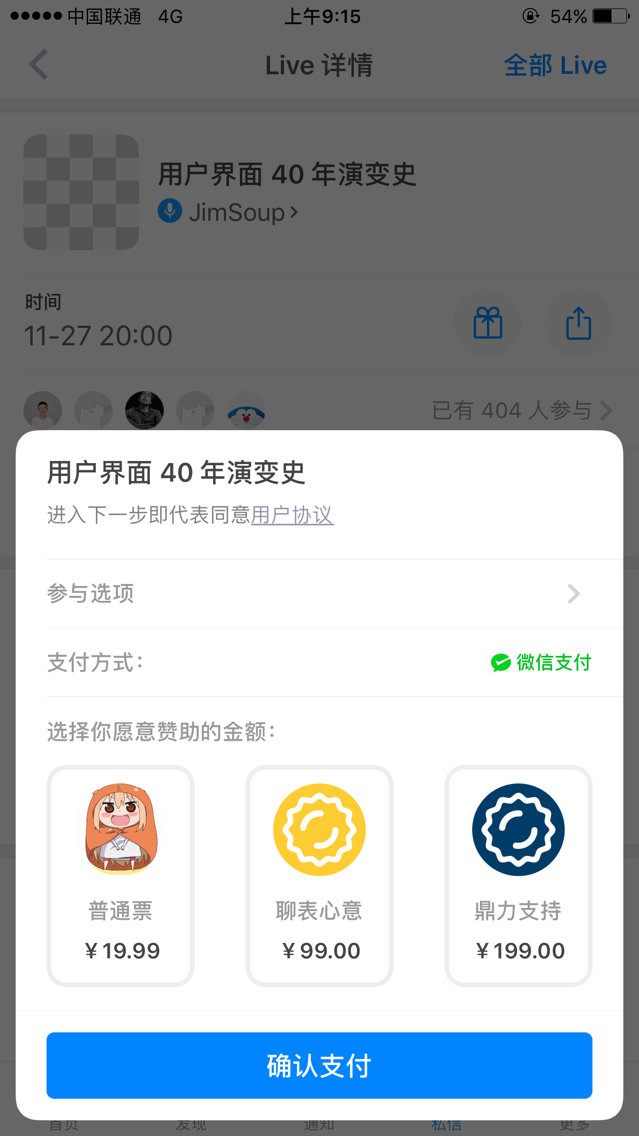 中国联通 4G 上午9:15 54%
Live 详情 全部 Live
用户界面 40 年演变史
JimSoup
时间
11-27 20:00
已有 404 人参与
用户界面 40 年演变史
进入下一步即代表同意用户协议
参与选项
支付方式：
微信支付
选择你愿意赞助的金额：
普通票 聊表心意 鼎力支持
¥19.99 ¥99.00 ¥199.00
确认支付
首页 发现 通知 私信 更多